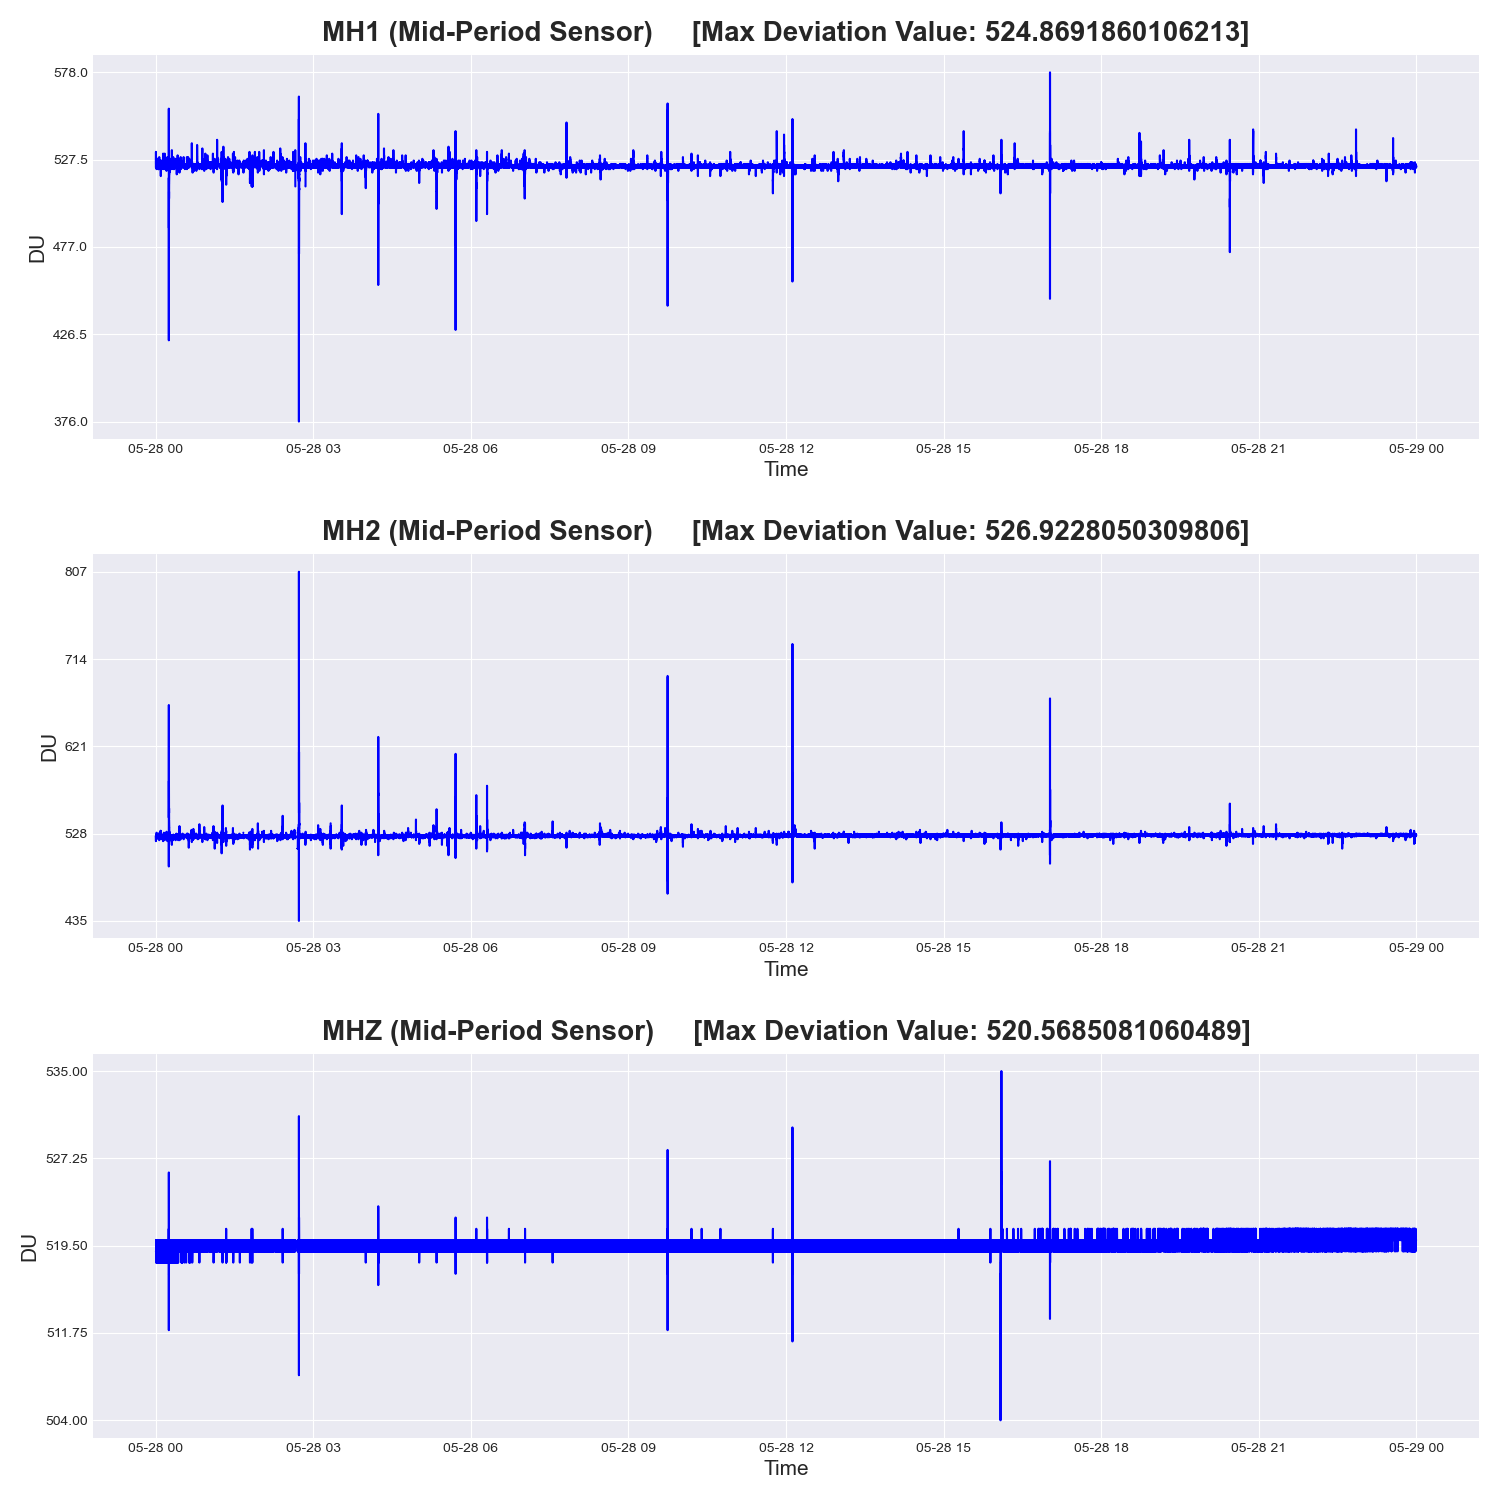 MH1 (Mid-Period Sensor) [Max Deviation Value: 524.8691860106213]
578.0
527.5
477.0
426.5
376.0
DU
05-28 00 05-28 03 05-28 06 05-28 09 05-28 12 05-28 15 05-28 18 05-28 21 05-29 00
Time
MH2 (Mid-Period Sensor) [Max Deviation Value: 526.9228050309806]
807
714
621
528
435
DU
05-28 00 05-28 03 05-28 06 05-28 09 05-28 12 05-28 15 05-28 18 05-28 21 05-29 00
Time
MHZ (Mid-Period Sensor) [Max Deviation Value: 520.5685081060489]
535.00
527.25
519.50
511.75
504.00
DU
05-28 00 05-28 03 05-28 06 05-28 09 05-28 12 05-28 15 05-28 18 05-28 21 05-29 00
Time